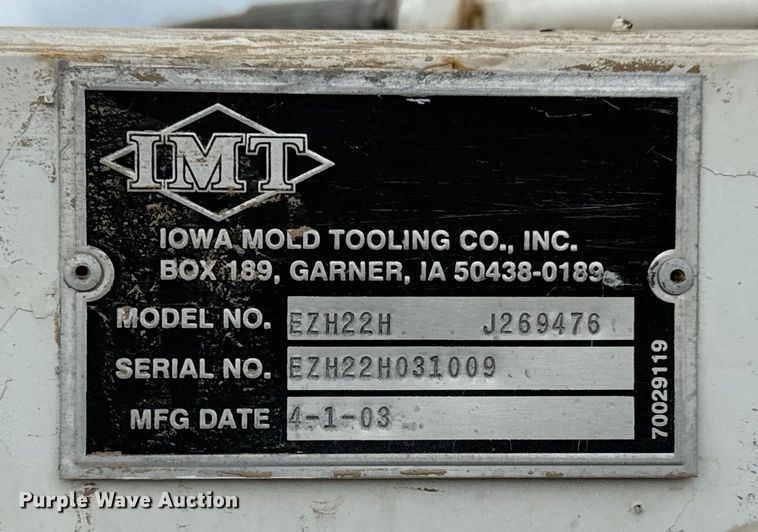 IMT
IOWA MOLD TOOLING CO., INC.
BOX 189, GARNER, IA 50438-0189
MODEL NO. EZH22H J269476
SERIAL NO. EZH22H031009
MFG DATE 4-1-03
70029119
Purple Wave Auction